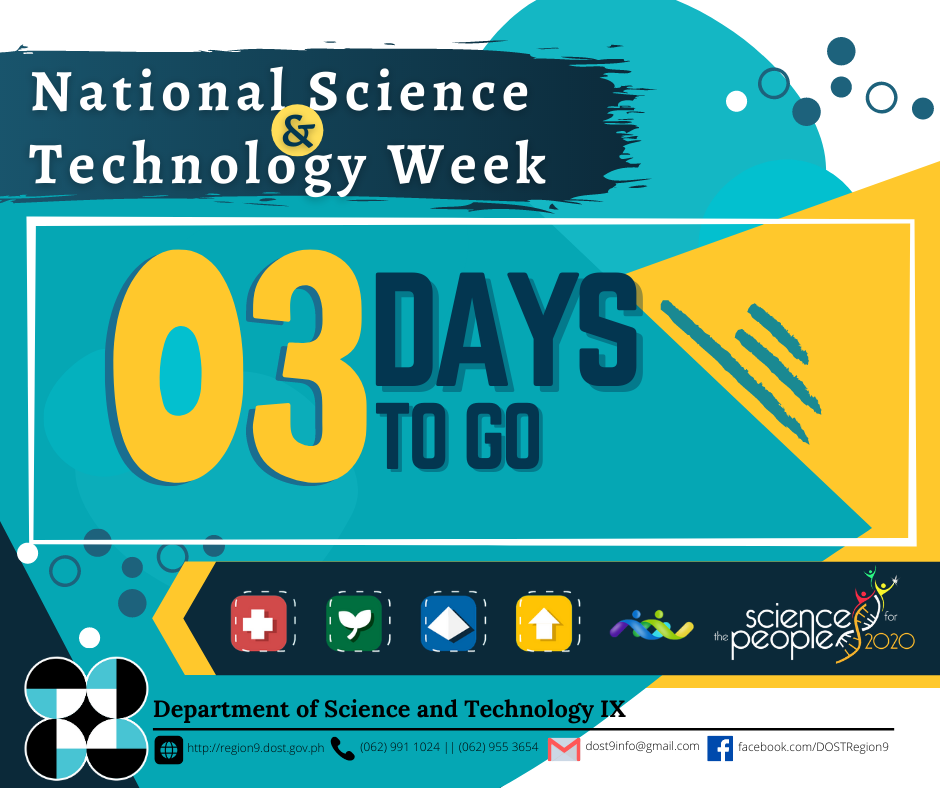 National Science
&
Technology Week
03 DAYS
TO GO
science for
the people 2020
Department of Science and Technology IX
http://region9.dost.gov.ph (062) 991 1024 || (062) 955 3654 dost9info@gmail.com facebook.com/DOSTRegion9